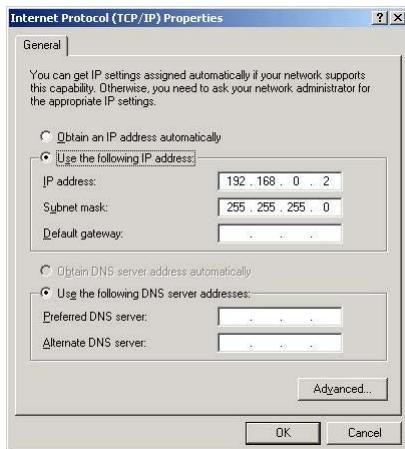 Internet Protocol (TCP/IP) Properties
General
You can get IP settings assigned automatically if your network supports
this capability. Otherwise, you need to ask your network administrator for
the appropriate IP settings.
Obtain an IP address automatically
Use the following IP address:
IP address: 192 . 168 . 0 . 2
Subnet mask: 255 . 255 . 255 . 0
Default gateway: . . .
Obtain DNS server address automatically
Use the following DNS server addresses:
Preferred DNS server: . . .
Alternate DNS server: . . .
Advanced...
OK Cancel